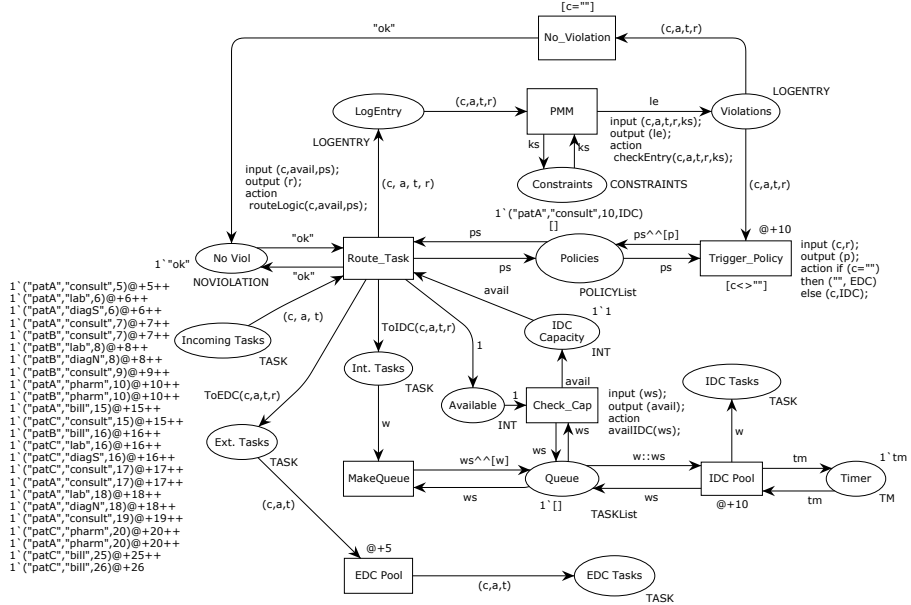 [c=""]
"ok"
No_Violation
(c,a,t,r)
LOGENTRY
LogEntry
(c,a,t,r)
PMM
le
Violations
LOGENTRY
input (c,a,t,r,ks);
output (le);
action
checkEntry(c,a,t,r,ks);
ks
ks
input (c,avail,ps);
output (r);
action
routeLogic(c,avail,ps);
(c, a, t, r)
Constraints
CONSTRAINTS
(c,a,t,r)
1`("patA","consult",10,IDC)
[]
@+10
1`"ok"
No Viol
NOVIOLATION
"ok"
"ok"
Route_Task
ps
ps
Policies
POLICYList
ps^^[p]
ps
Trigger_Policy
[c<>""]
input (c,r);
output (p);
action if (c="")
then ("", EDC)
else (c,IDC);
1`("patA","consult",5)@+5++
1`("patA","lab",6)@+6++
1`("patA","diagS",6)@+6++
1`("patA","consult",7)@+7++
1`("patB","consult",7)@+7++
1`("patB","lab",8)@+8++
1`("patB","diagN",8)@+8++
1`("patB","consult",9)@+9++
1`("patA","pharm",10)@+10++
1`("patB","pharm",10)@+10++
1`("patA","bill",15)@+15++
1`("patC","consult",15)@+15++
1`("patB","bill",16)@+16++
1`("patC","lab",16)@+16++
1`("patC","diagS",16)@+16++
1`("patC","consult",17)@+17++
1`("patA","consult",17)@+17++
1`("patA","lab",18)@+18++
1`("patA","diagN",18)@+18++
1`("patA","consult",19)@+19++
1`("patC","pharm",20)@+20++
1`("patA","pharm",20)@+20++
1`("patC","bill",25)@+25++
1`("patC","bill",26)@+26
(c, a, t)
avail
Incoming Tasks
TASK
ToIDC(c,a,t,r)
1
1`1
IDC
Capacity
INT
Int. Tasks
TASK
ToEDC(c,a,t,r)
avail
IDC Tasks
TASK
Available
INT
1
Check_Cap
input (ws);
output (avail);
action
availIDC(ws);
Ext. Tasks
TASK
w
ws
ws
w
MakeQueue
ws^^[w]
ws
Queue
1`[]
TASKList
w::ws
ws
IDC Pool
@+10
tm
tm
1`tm
Timer
TM
(c,a,t)
@+5
EDC Pool
(c,a,t)
EDC Tasks
TASK